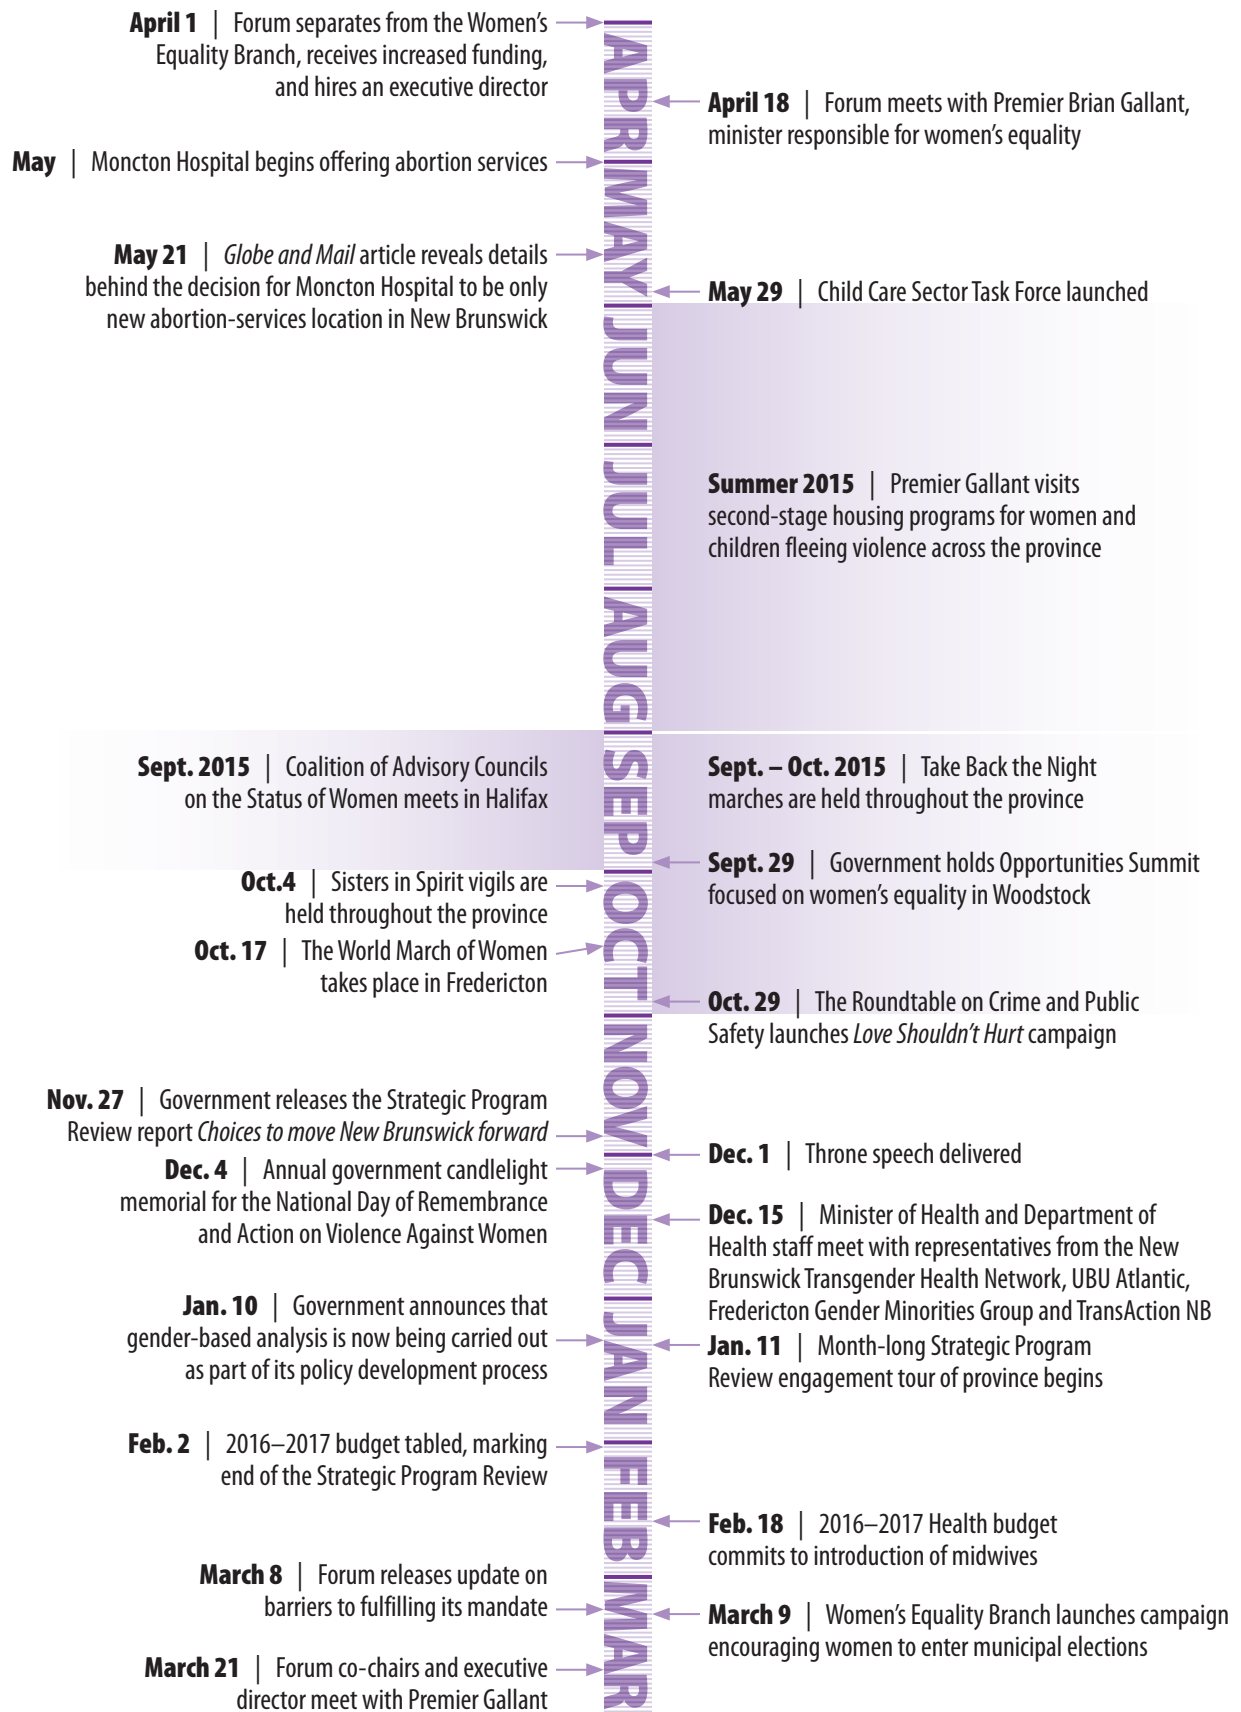 April 1 | Forum separates from the Women’s
Equality Branch, receives increased funding,
and hires an executive director
April 18 | Forum meets with Premier Brian Gallant,
minister responsible for women’s equality
May | Moncton Hospital begins offering abortion services
May 21 | Globe and Mail article reveals details
behind the decision for Moncton Hospital to be only
new abortion-services location in New Brunswick
May 29 | Child Care Sector Task Force launched
Summer 2015 | Premier Gallant visits
second-stage housing programs for women and
children fleeing violence across the province
Sept. 2015 | Coalition of Advisory Councils
on the Status of Women meets in Halifax
Sept. – Oct. 2015 | Take Back the Night
marches are held throughout the province
Sept. 29 | Government holds Opportunities Summit
focused on women’s equality in Woodstock
Oct.4 | Sisters in Spirit vigils are
held throughout the province
Oct. 17 | The World March of Women
takes place in Fredericton
Oct. 29 | The Roundtable on Crime and Public
Safety launches Love Shouldn’t Hurt campaign
Nov. 27 | Government releases the Strategic Program
Review report Choices to move New Brunswick forward
Dec. 1 | Throne speech delivered
Dec. 4 | Annual government candlelight
memorial for the National Day of Remembrance
and Action on Violence Against Women
Dec. 15 | Minister of Health and Department of
Health staff meet with representatives from the New
Brunswick Transgender Health Network, UBU Atlantic,
Fredericton Gender Minorities Group and TransAction NB
Jan. 10 | Government announces that
gender-based analysis is now being carried out
as part of its policy development process
Jan. 11 | Month-long Strategic Program
Review engagement tour of province begins
Feb. 2 | 2016–2017 budget tabled, marking
end of the Strategic Program Review
Feb. 18 | 2016–2017 Health budget
commits to introduction of midwives
March 8 | Forum releases update on
barriers to fulfilling its mandate
March 9 | Women’s Equality Branch launches campaign
encouraging women to enter municipal elections
March 21 | Forum co-chairs and executive
director meet with Premier Gallant
APR
MAY
JUN
JUL
AUG
SEP
OCT
NOV
DEC
JAN
FEB
MAR